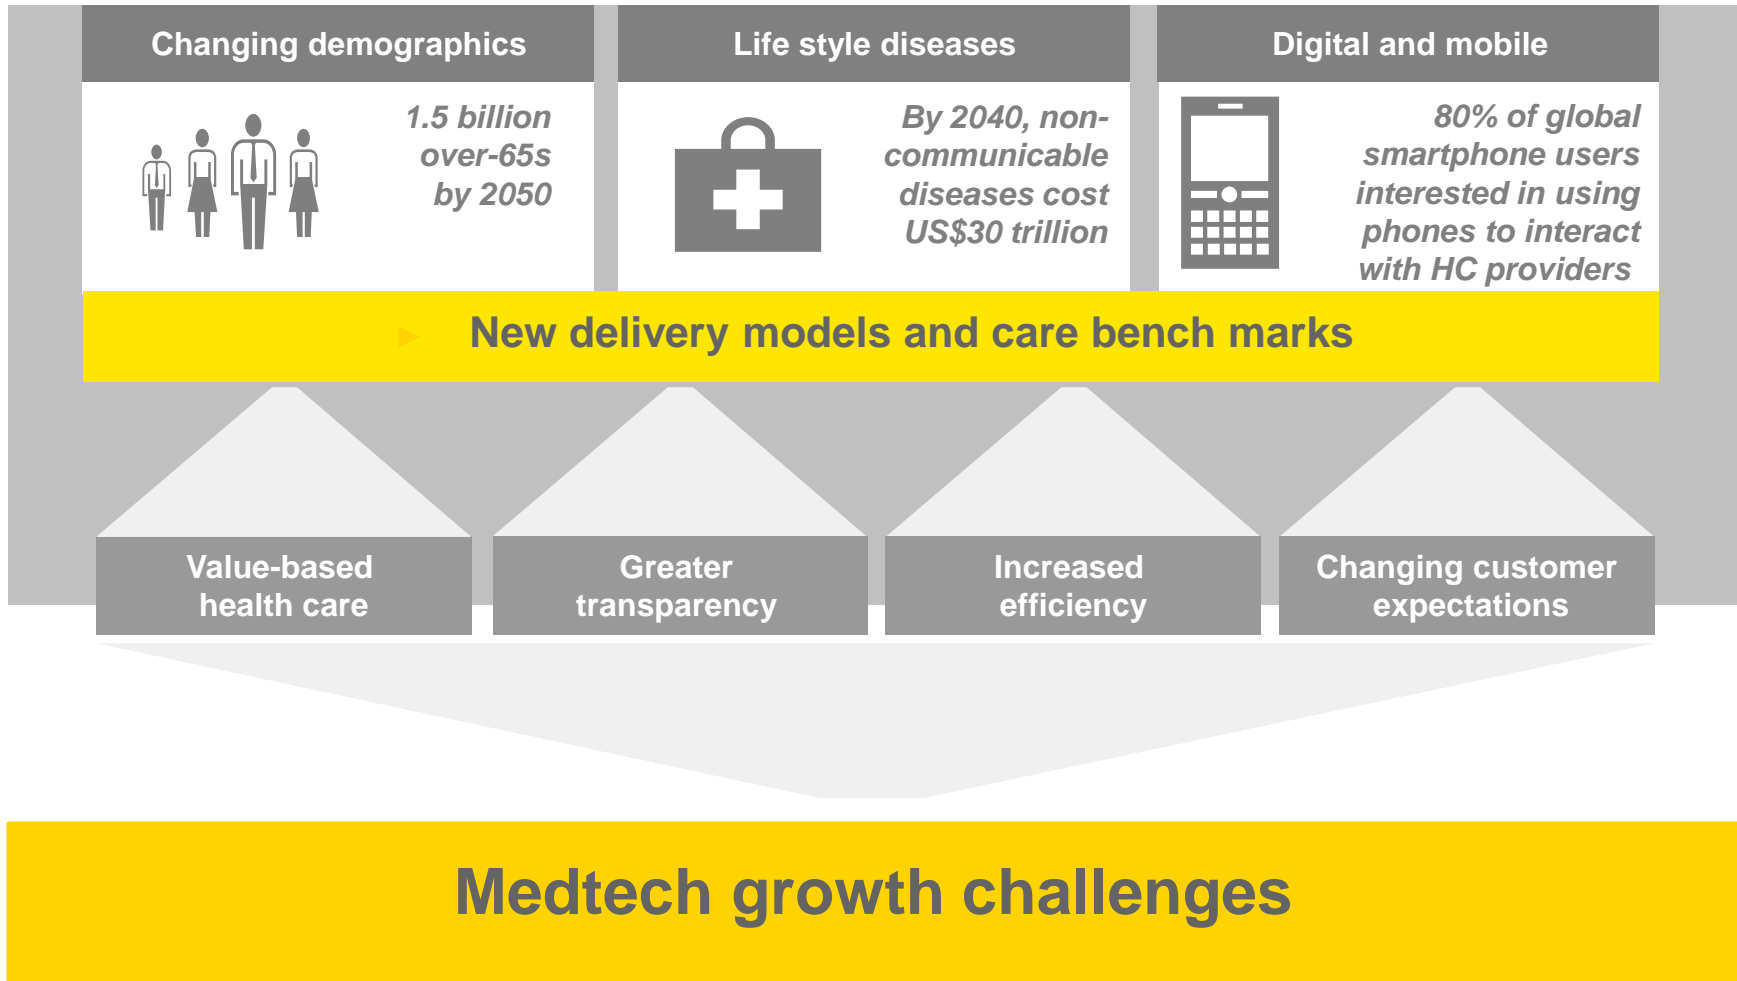 Changing demographics
1.5 billion
over-65s
by 2050
Life style diseases
By 2040, non-
communicable
diseases cost
US$30 trillion
Digital and mobile
80% of global
smartphone users
interested in using
phones to interact
with HC providers
► New delivery models and care bench marks
Value-based
health care
Greater
transparency
Increased
efficiency
Changing customer
expectations
Medtech growth challenges